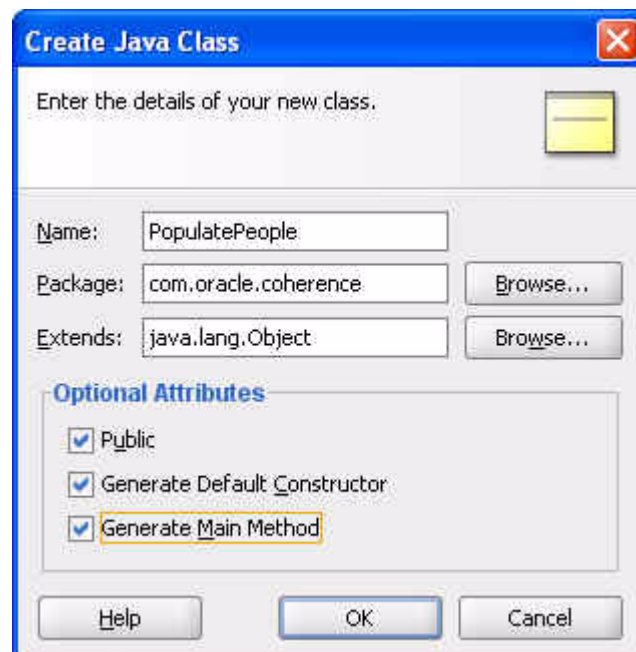 Create Java Class
Enter the details of your new class.
Name: PopulatePeople
Package: com.oracle.coherence Browse...
Extends: java.lang.Object Browse...
Optional Attributes
Public
Generate Default Constructor
Generate Main Method
Help OK Cancel